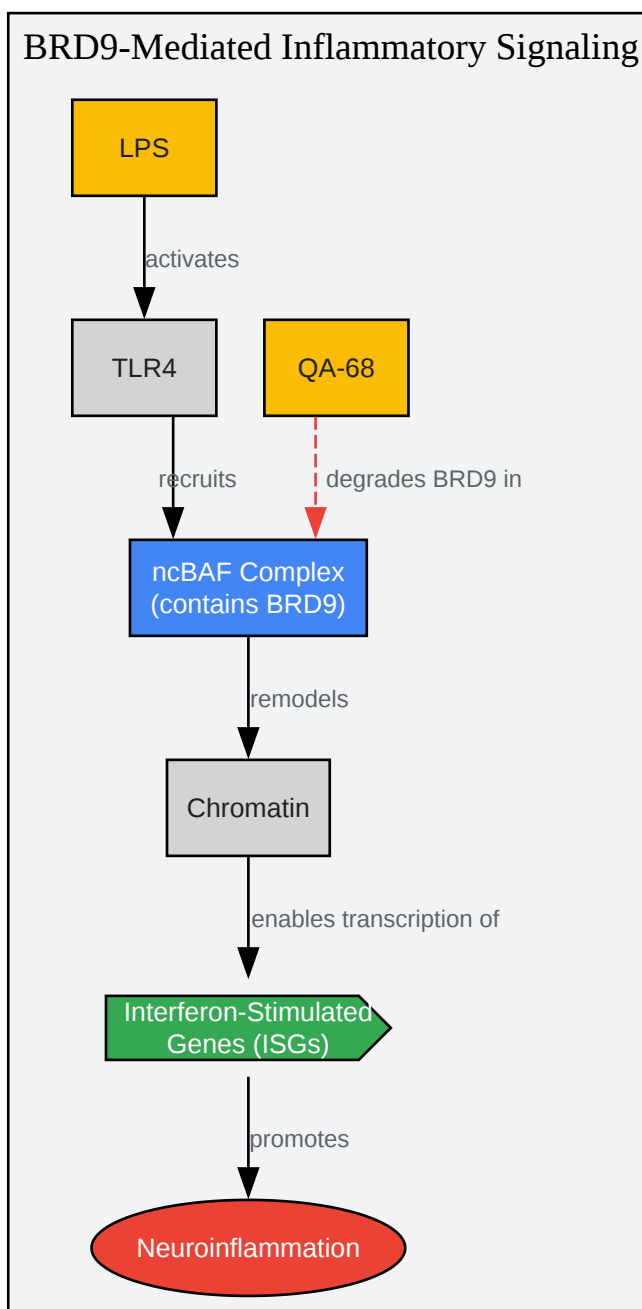 BRD9-Mediated Inflammatory Signaling
LPS
activates
TLR4
QA-68
recruits
degrades BRD9 in
ncBAF Complex
(contains BRD9)
remodels
Chromatin
enables transcription of
Interferon-Stimulated
Genes (ISGs)
promotes
Neuroinflammation